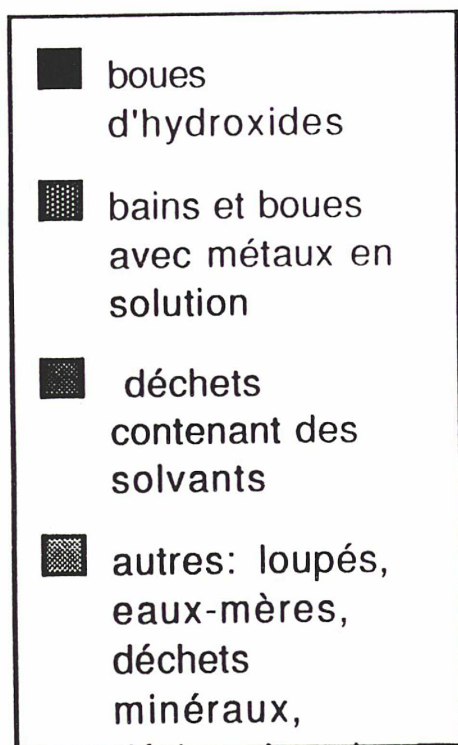 boues
d'hydroxides
bains et boues
avec métaux en
solution
déchets
contenant des
solvants
autres: loupés,
eaux-mères,
déchets
minéraux,